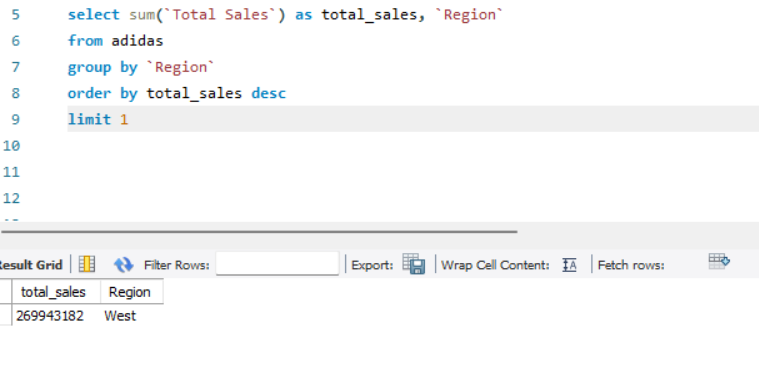 5 select sum(`Total Sales`) as total_sales, `Region`
6 from adidas
7 group by `Region`
8 order by total_sales desc
9 limit 1
10
11
12
Result Grid Filter Rows: Export: Wrap Cell Content: Fetch rows:
total_sales Region
269943182 West